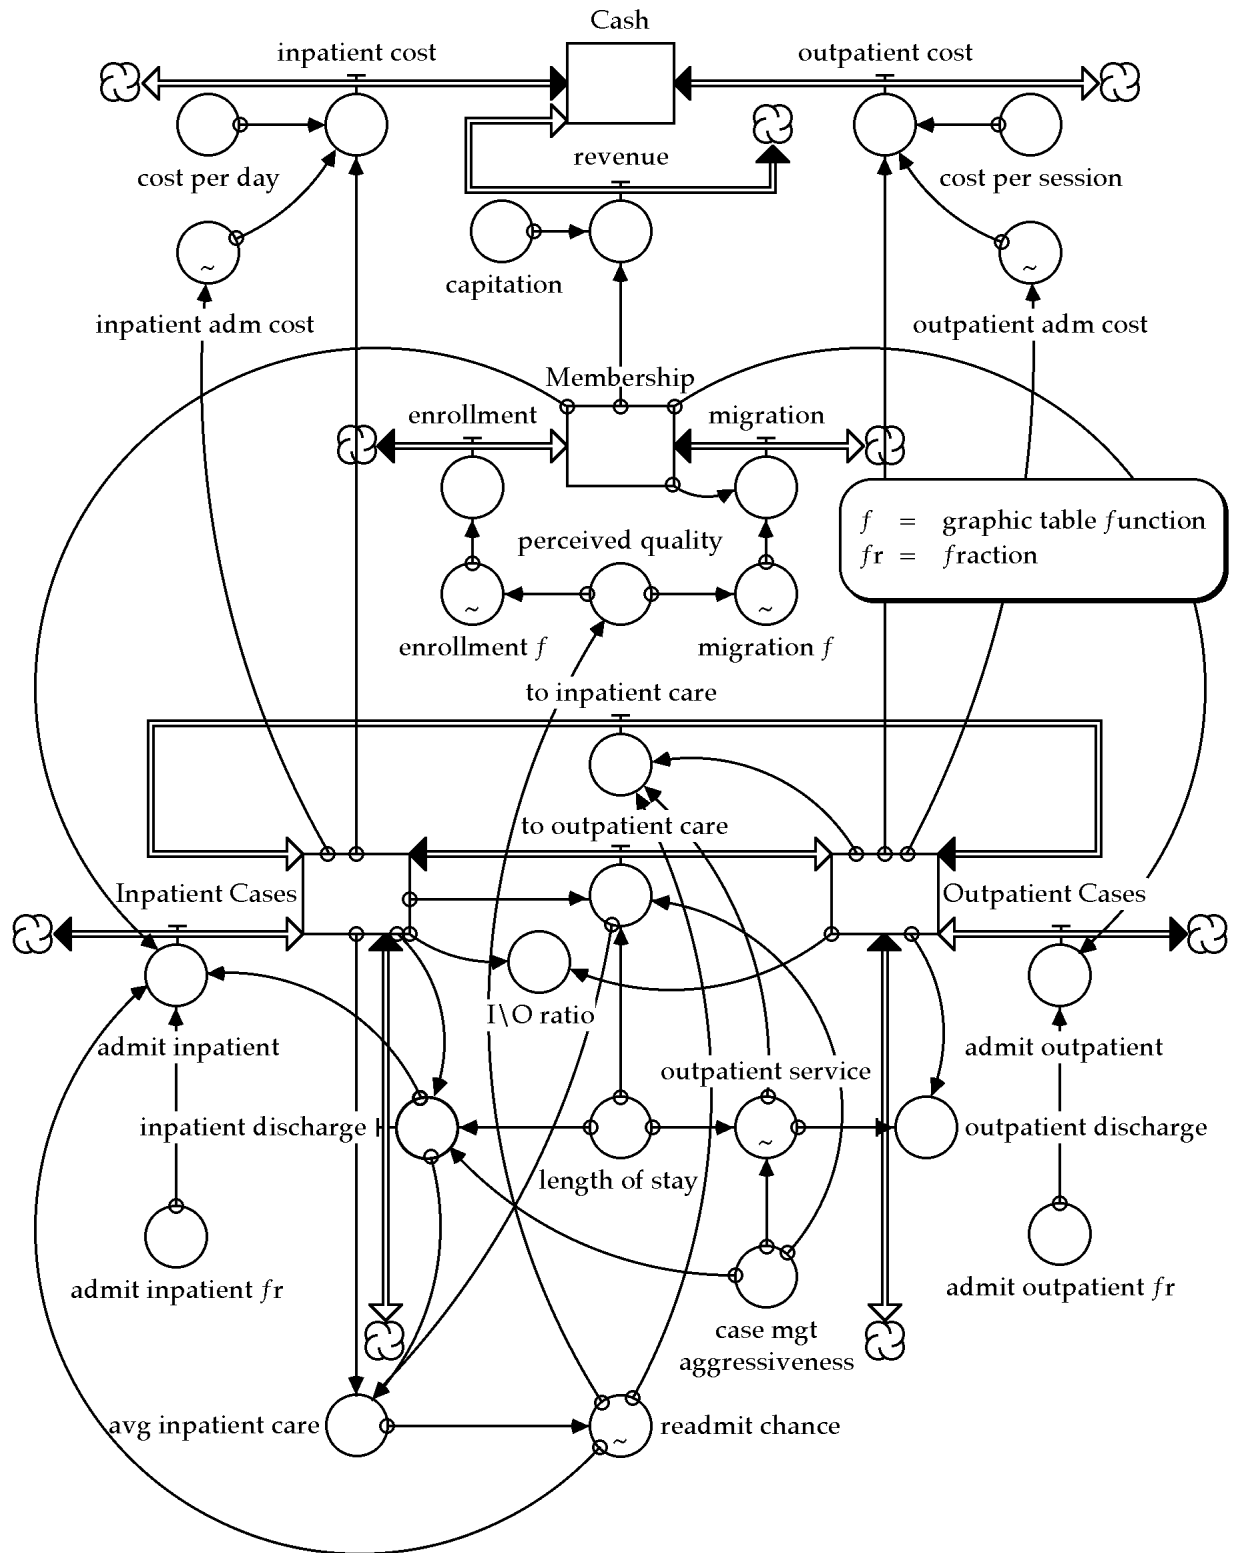 Cash
inpatient cost
outpatient cost
revenue
cost per day
cost per session
capitation
inpatient adm cost
outpatient adm cost
Membership
enrollment
migration
f = graphic table function
fr = fraction
perceived quality
enrollment f
migration f
to inpatient care
to outpatient care
Inpatient Cases
Outpatient Cases
I\O ratio
admit inpatient
admit outpatient
outpatient service
inpatient discharge
outpatient discharge
length of stay
admit inpatient fr
admit outpatient fr
case mgt
aggressiveness
avg inpatient care
readmit chance
~
~
~
~
~
~